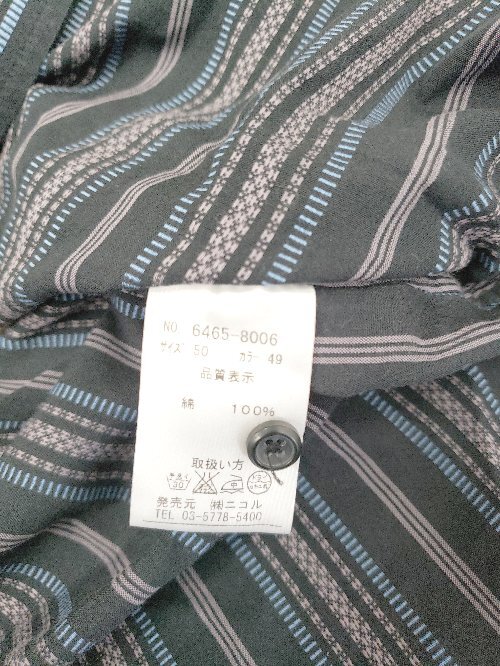 NO. 6465-8006
サイズ 50 カラー 49
品質表示
綿 100%
取扱い方
発売元 ㈱ニコル
TEL 03-5778-5400